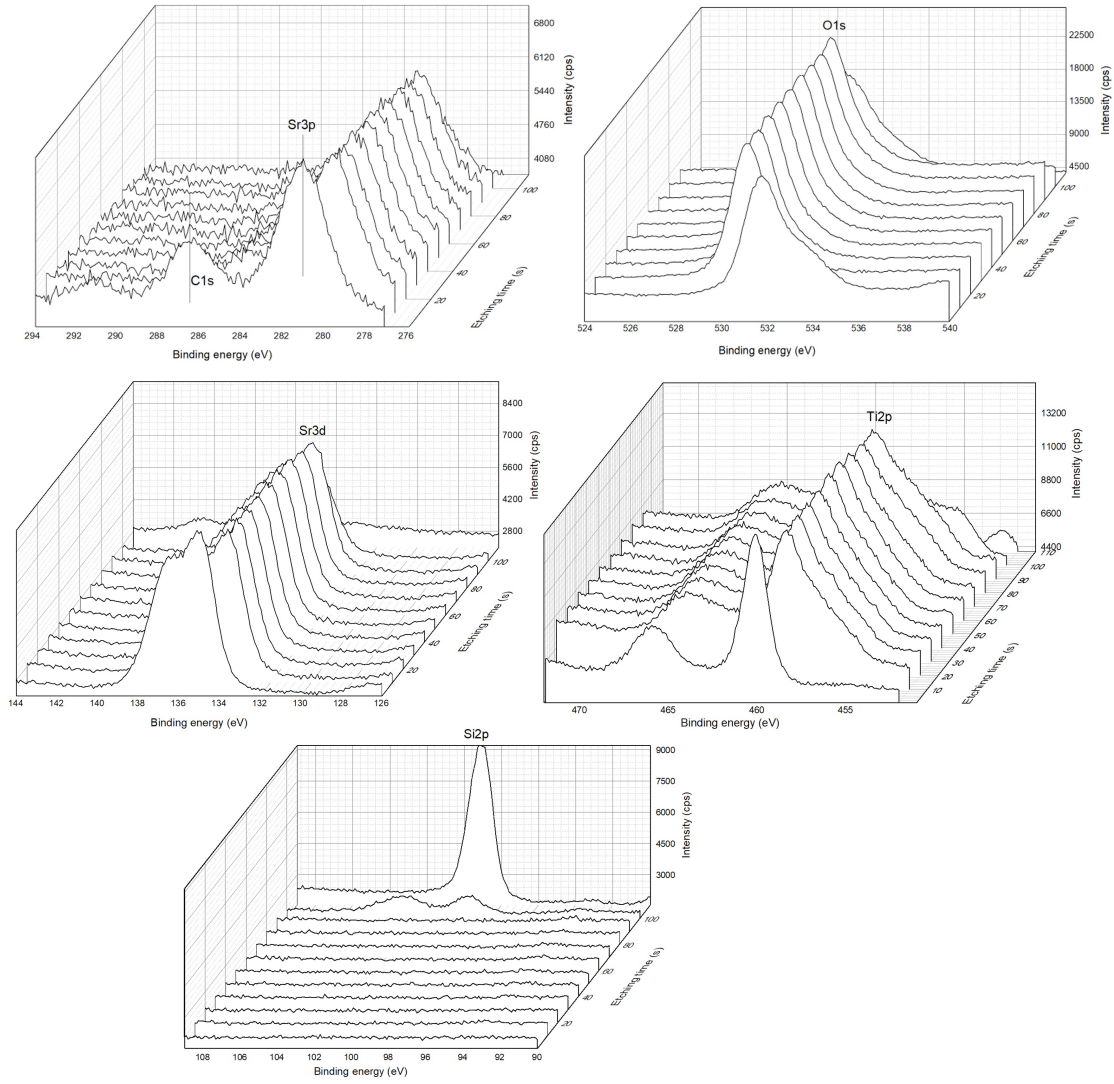 6800
6120
5440
4760
4080
Intensity (cps)
Sr3p
C1s
100
80
60
40
20
Etching time (s)
294 292 290 288 286 284 282 280 278 276
Binding energy (eV)
O1s
22500
18000
13500
9000
4500
Intensity (cps)
100
80
60
40
20
Etching time (s)
524 526 528 530 532 534 536 538 540
Binding energy (eV)
Sr3d
8400
7000
5600
4200
2800
Intensity (cps)
100
80
60
40
20
Etching time (s)
144 142 140 138 136 134 132 130 128 126
Binding energy (eV)
Ti2p
13200
11000
8800
6600
4400
Intensity (cps)
110
100
90
80
70
60
50
40
30
20
10
Etching time (s)
470 465 460 455
Binding energy (eV)
Si2p
9000
7500
6000
4500
3000
Intensity (cps)
100
80
60
40
20
Etching time (s)
108 106 104 102 100 98 96 94 92 90
Binding energy (eV)